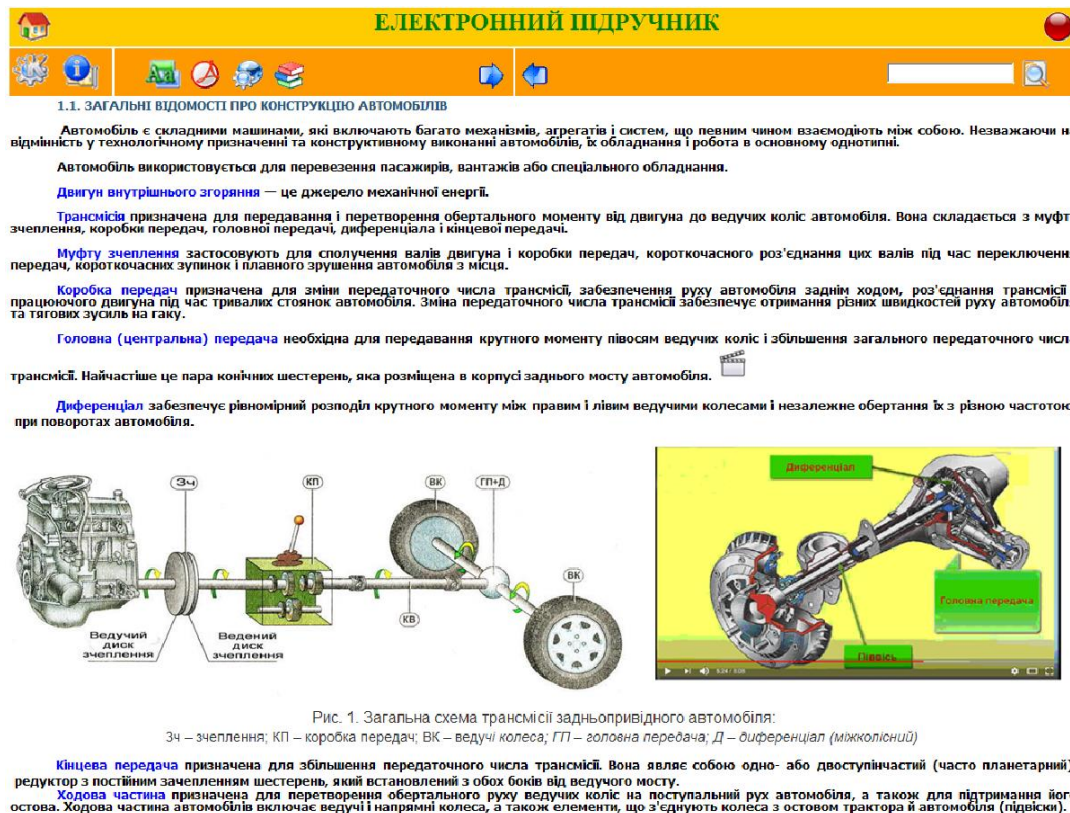 ЕЛЕКТРОННИЙ ПІДРУЧНИК
1.1. ЗАГАЛЬНІ ВІДОМОСТІ ПРО КОНСТРУКЦІЮ АВТОМОБІЛІВ
Автомобіль є складними машинами, які включають багато механізмів, агрегатів і систем, що певним чином взаємодіють між собою. Незважаючи н
відмінність у технологічному призначенні та конструктивному виконанні автомобілів, їх обладнання і робота в основному однотипні.
Автомобіль використовується для перевезення пасажирів, вантажів або спеціального обладнання.
Двигун внутрішнього згоряння — це джерело механічної енергії.
Трансмісія призначена для передавання і перетворення обертального моменту від двигуна до ведучих коліс автомобіля. Вона складається з муфт
зчеплення, коробки передач, головної передачі, диференціала і кінцевої передачі.
Муфту зчеплення застосовують для сполучення валів двигуна і коробки передач, короткочасного роз'єднання цих валів під час переключенн
передач, короткочасних зупинок і плавного зрушення автомобіля з місця.
Коробка передач призначена для зміни передаточного числа трансмісії, забезпечення руху автомобіля заднім ходом, роз'єднання трансмісії
працюючого двигуна під час тривалих стоянок автомобіля. Зміна передаточного числа трансмісії забезпечує отримання різних швидкостей руху автомобіл
та тягових зусиль на гаку.
Головна (центральна) передача необхідна для передавання крутного моменту півосям ведучих коліс і збільшення загального передаточного числ
трансмісії. Найчастіше це пара конічних шестерень, яка розміщена в корпусі заднього мосту автомобіля.
Диференціал забезпечує рівномірний розподіл крутного моменту між правим і лівим ведучими колесами і незалежне обертання їх з різною частотою
при поворотах автомобіля.
Зч
КП
ВК
ГП+Д
ВК
КВ
Ведучий
диск
зчеплення
Ведений
диск
зчеплення
Диференціал
Головна передача
Піввісь
Рис. 1. Загальна схема трансмісії задньопривідного автомобіля:
Зч – зчеплення; КП – коробка передач; ВК – ведучі колеса; ГП – головна передача; Д – диференціал (міжколісний)
Кінцева передача призначена для збільшення передаточного числа трансмісії. Вона являє собою одно- або двоступінчастий (часто планетарний)
редуктор з постійним зачепленням шестерень, який встановлений з обох боків від ведучого мосту.
Ходова частина призначена для перетворення обертального руху ведучих коліс на поступальний рух автомобіля, а також для підтримання йог
остова. Ходова частина автомобілів включає ведучі і напрямні колеса, а також елементи, що з'єднують колеса з остовом трактора й автомобіля (підвіски).